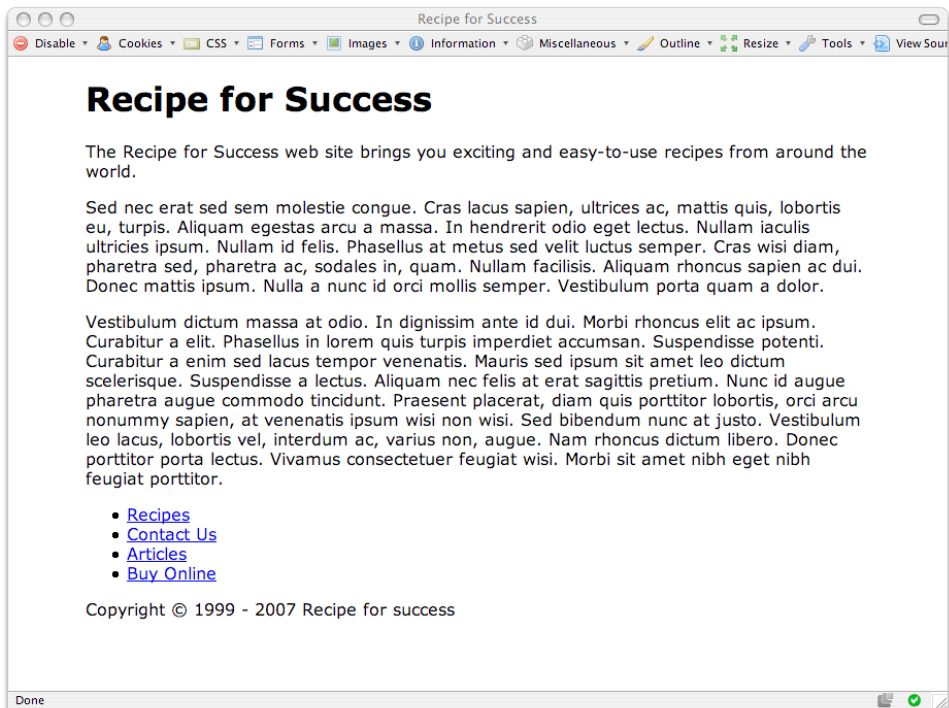 Recipe for Success
Disable Cookies CSS Forms Images Information Miscellaneous Outline Resize Tools View Sour
Recipe for Success
The Recipe for Success web site brings you exciting and easy-to-use recipes from around the
world.
Sed nec erat sed sem molestie congue. Cras lacus sapien, ultrices ac, mattis quis, lobortis
eu, turpis. Aliquam egestas arcu a massa. In hendrerit odio eget lectus. Nullam iaculis
ultricies ipsum. Nullam id felis. Phasellus at metus sed velit luctus semper. Cras wisi diam,
pharetra sed, pharetra ac, sodales in, quam. Nullam facilisis. Aliquam rhoncus sapien ac dui.
Donec mattis ipsum. Nulla a nunc id orci mollis semper. Vestibulum porta quam a dolor.
Vestibulum dictum massa at odio. In dignissim ante id dui. Morbi rhoncus elit ac ipsum.
Curabitur a elit. Phasellus in lorem quis turpis imperdiet accumsan. Suspendisse potenti.
Curabitur a enim sed lacus tempor venenatis. Mauris sed ipsum sit amet leo dictum
scelerisque. Suspendisse a lectus. Aliquam nec felis at erat sagittis pretium. Nunc id augue
pharetra augue commodo tincidunt. Praesent placerat, diam quis porttitor lobortis, orci arcu
nonummy sapien, at venenatis ipsum wisi non wisi. Sed bibendum nunc at justo. Vestibulum
leo lacus, lobortis vel, interdum ac, varius non, augue. Nam rhoncus dictum libero. Donec
porttitor porta lectus. Vivamus consectetuer feugiat wisi. Morbi sit amet nibh eget nibh
feugiat porttitor.
• Recipes
• Contact Us
• Articles
• Buy Online
Copyright © 1999 - 2007 Recipe for success
Done